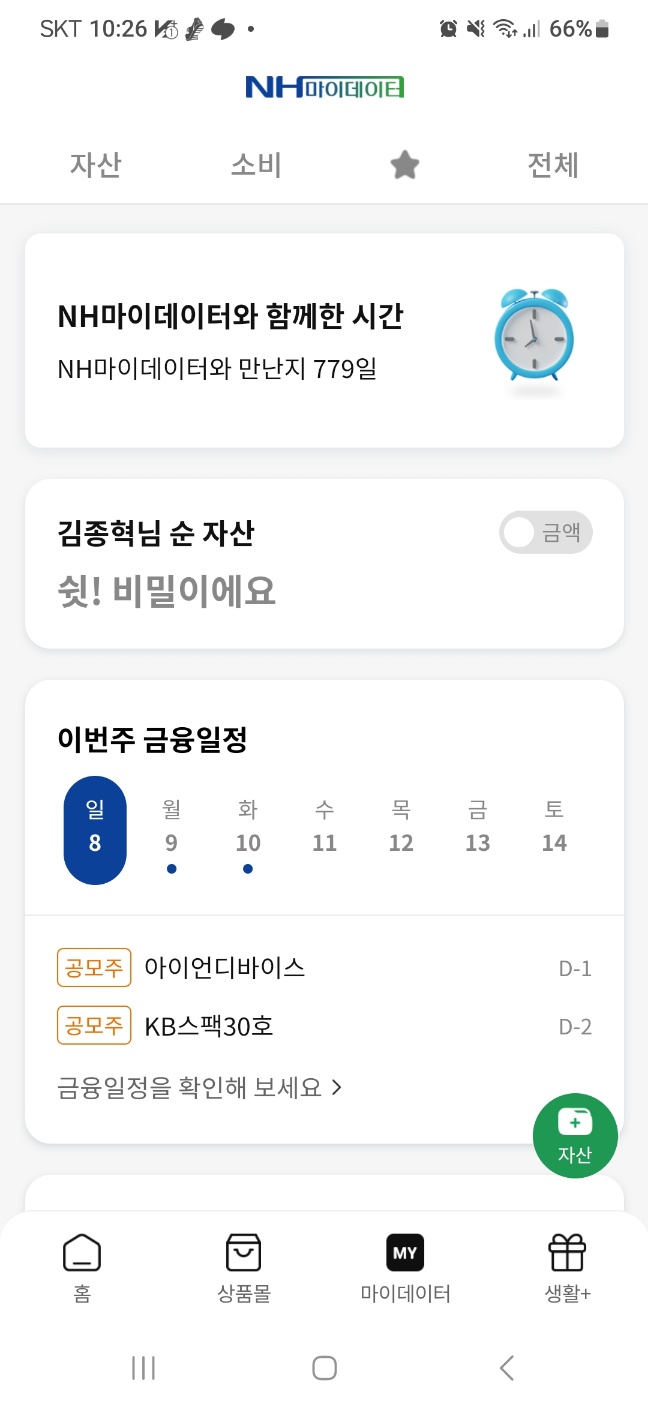 SKT 10:26 66%
NH마이데이터
자산 소비 전체
NH마이데이터와 함께한 시간
NH마이데이터와 만난지 779일
김종혁님 순 자산 금액
쉿! 비밀이에요
이번주 금융일정
일 월 화 수 목 금 토
8 9 10 11 12 13 14
공모주 아이언디바이스 D-1
공모주 KB스팩30호 D-2
금융일정을 확인해 보세요 >
자산
MY
홈 상품몰 마이데이터 생활+